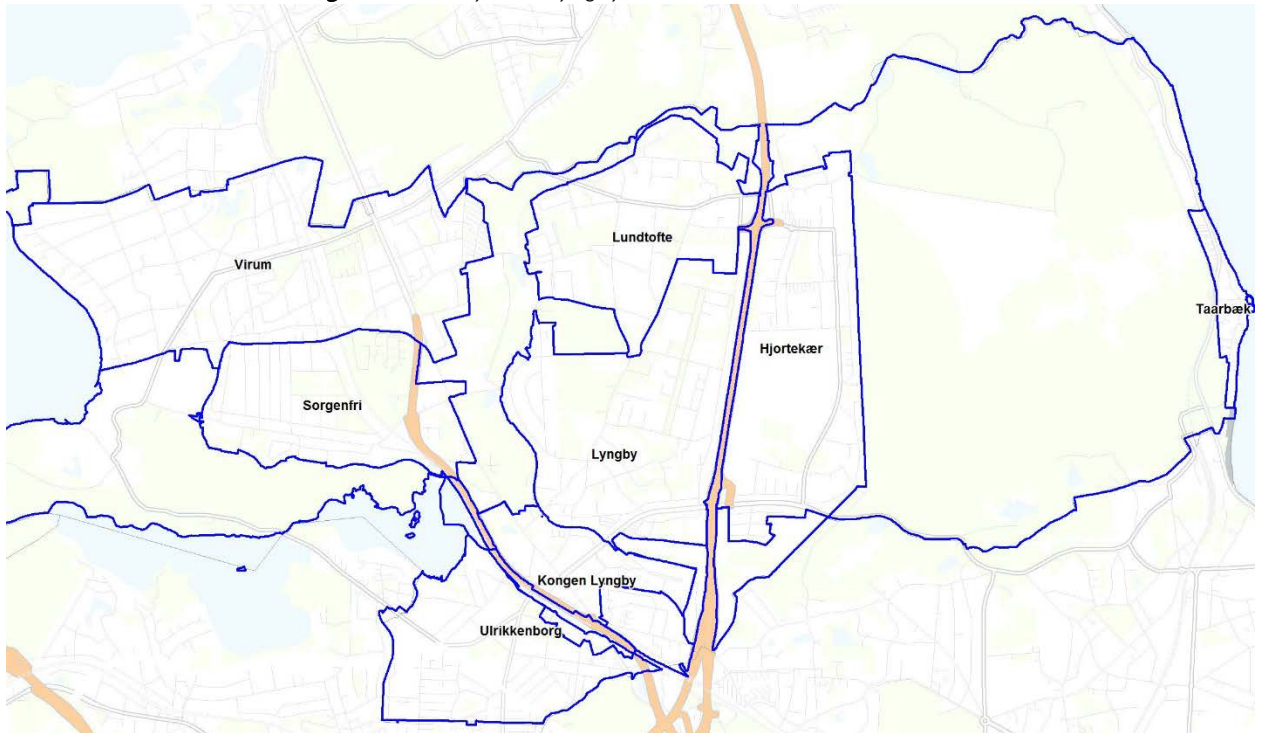 Lundtofte
Virum
Taarbæk
Hjortekær
Sorgenfri
Lyngby
Kongen Lyngby
Ulrikkenborg